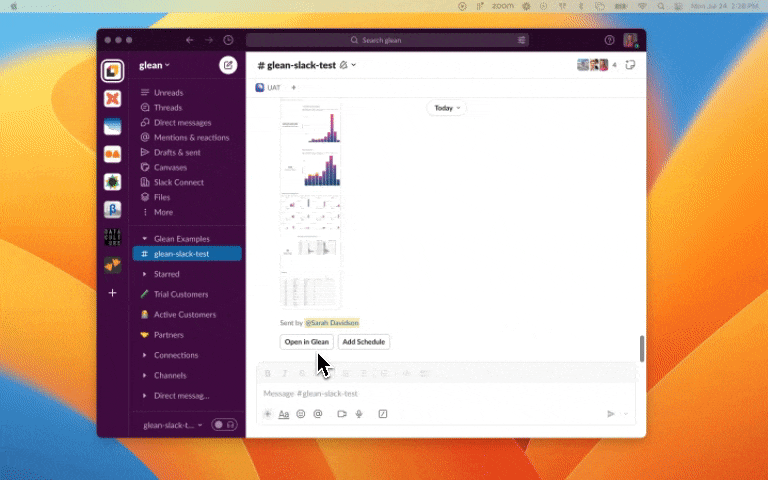 zoom
Mon Jul 24 2:28 PM
Search glean
glean
# glean-slack-test
4
UAT
+
Unreads
Threads
Direct messages
Mentions & reactions
Drafts & sent
Canvases
Slack Connect
Files
More
Glean Examples
# glean-slack-test
Starred
Trial Customers
Active Customers
Partners
Connections
Channels
Direct messag...
glean-slack-t...
DATA
CULT
URE
Today
Sent by @Sarah Davidson
Open in Glean
Add Schedule
Message #glean-slack-test
Aa